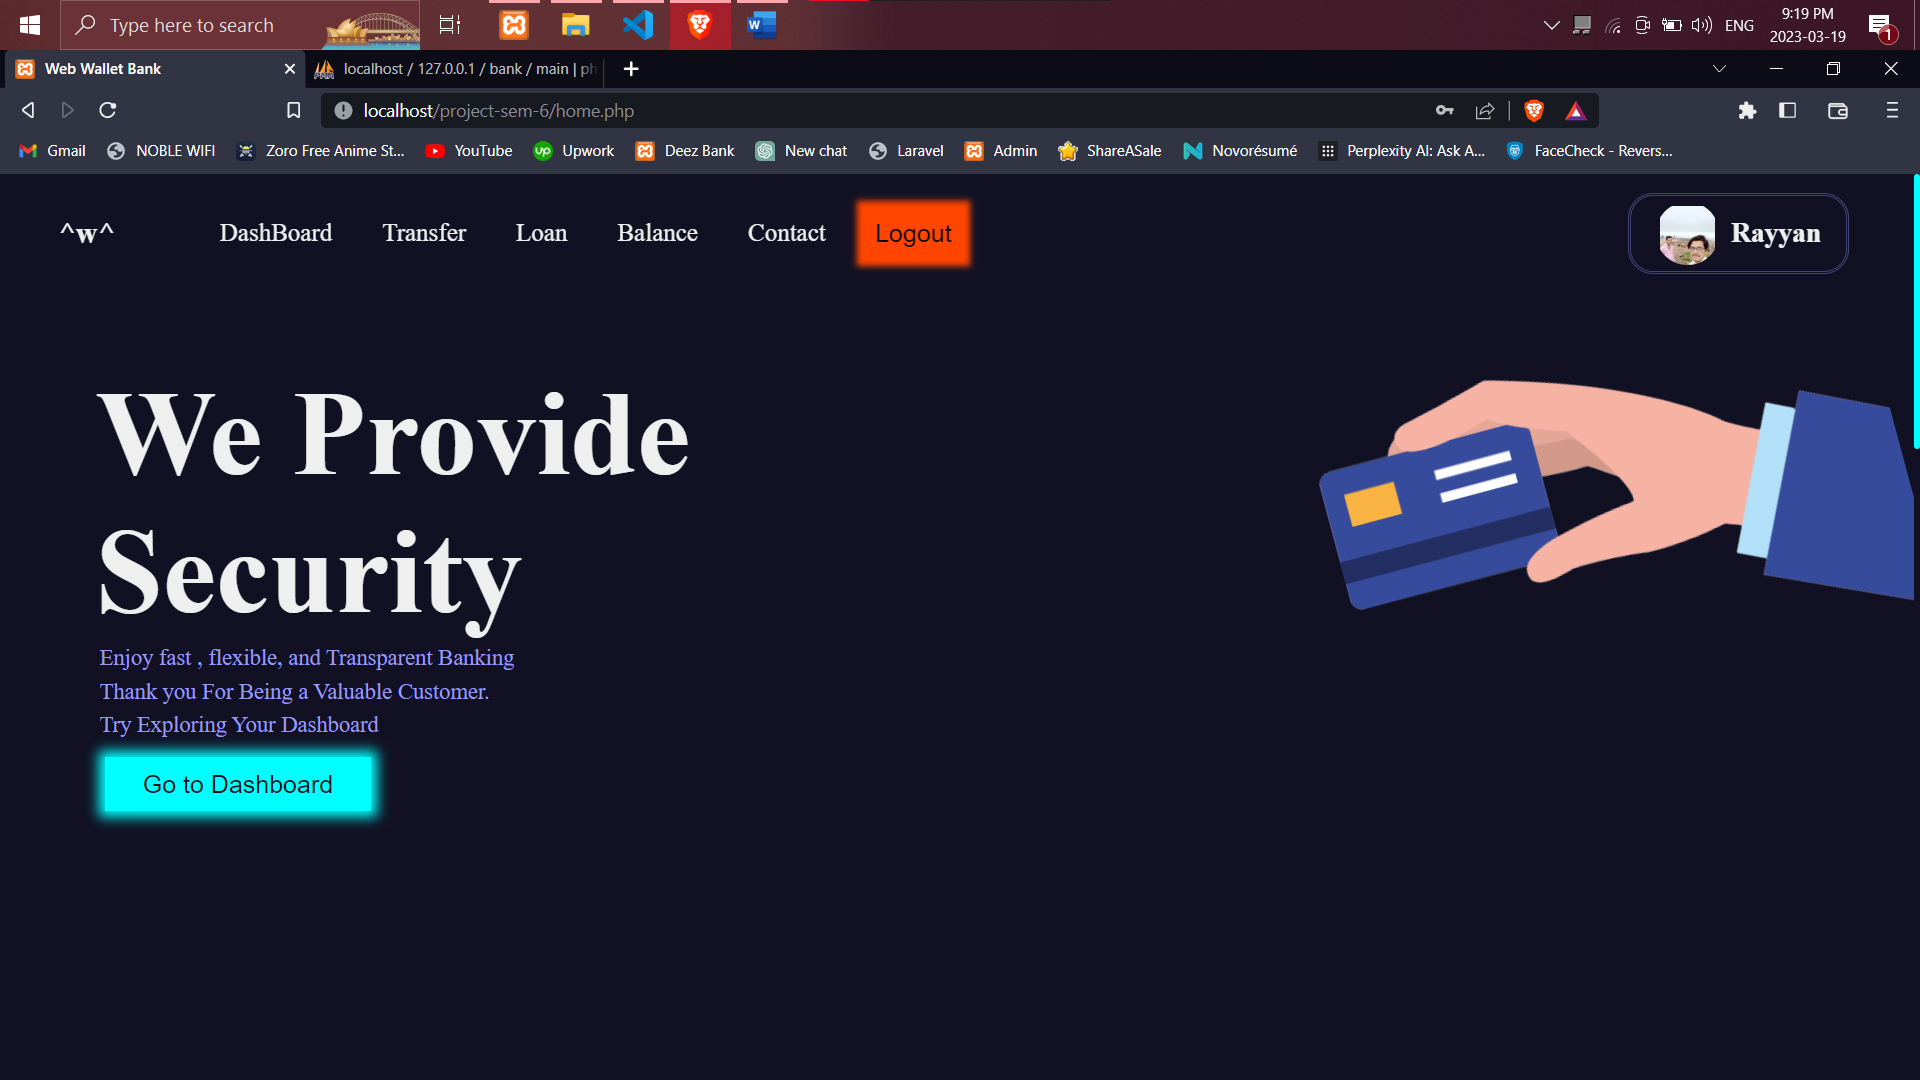 Type here to search
ENG
9:19 PM
2023-03-19
1
Web Wallet Bank
localhost / 127.0.0.1 / bank / main | ph
localhost/project-sem-6/home.php
Gmail
NOBLE WIFI
Zoro Free Anime St...
YouTube
Upwork
Deez Bank
New chat
Laravel
Admin
ShareASale
Novorésumé
Perplexity AI: Ask A...
FaceCheck - Revers...
^w^
DashBoard
Transfer
Loan
Balance
Contact
Logout
Rayyan
We Provide
Security
Enjoy fast , flexible, and Transparent Banking
Thank you For Being a Valuable Customer.
Try Exploring Your Dashboard
Go to Dashboard